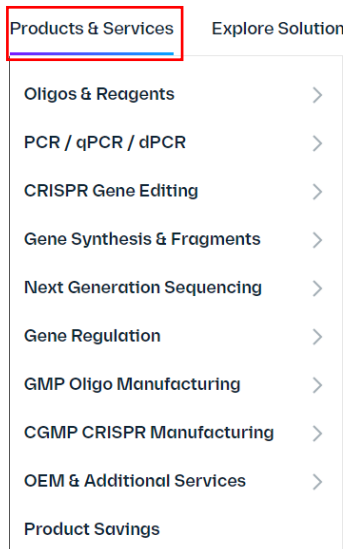 Products & Services Explore Solution
Oligos & Reagents
PCR / qPCR / dPCR
CRISPR Gene Editing
Gene Synthesis & Fragments
Next Generation Sequencing
Gene Regulation
GMP Oligo Manufacturing
CGMP CRISPR Manufacturing
OEM & Additional Services
Product Savings